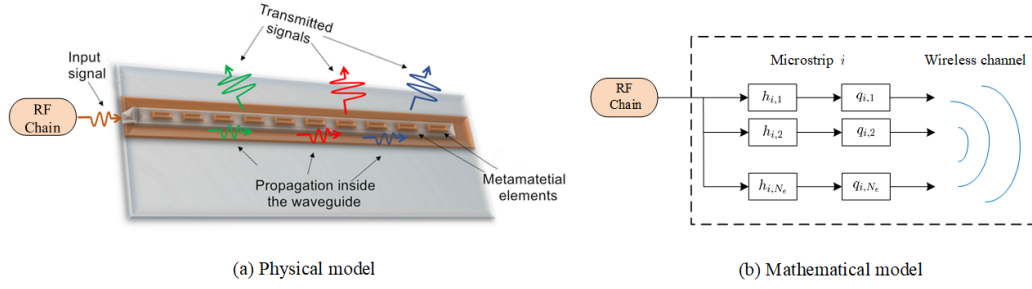 Transmitted
signals
Input
signal
RF
Chain
Propagation inside
the waveguide
Metamatetial
elements
(a) Physical model
Microstrip i
Wireless channel
RF
Chain
h_{i,1}
q_{i,1}
h_{i,2}
q_{i,2}
h_{i,N_e}
q_{i,N_e}
(b) Mathematical model